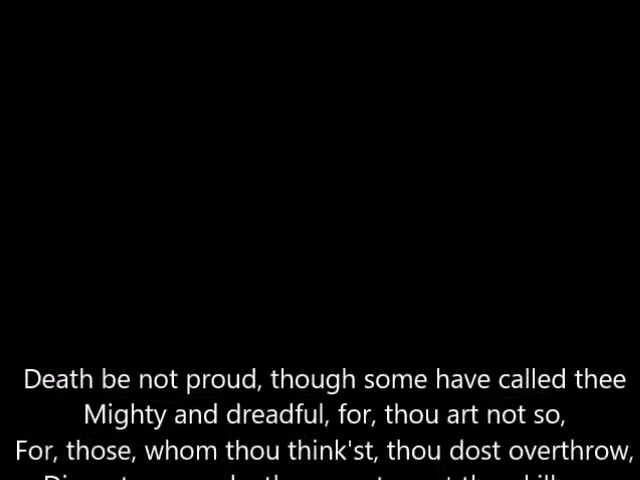 Death be not proud, though some have called thee
Mighty and dreadful, for, thou art not so,
For, those, whom thou think'st, thou dost overthrow,